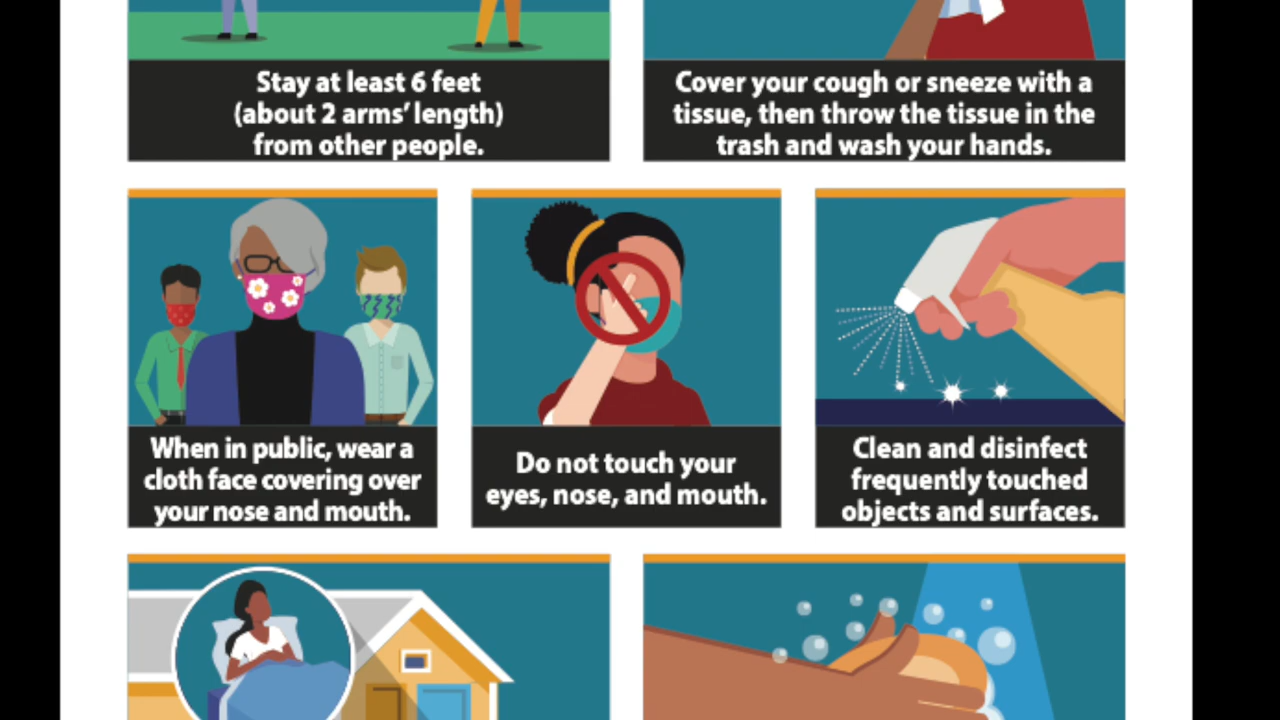 Stay at least 6 feet
(about 2 arms’ length)
from other people.
Cover your cough or sneeze with a
tissue, then throw the tissue in the
trash and wash your hands.
When in public, wear a
cloth face covering over
your nose and mouth.
Do not touch your
eyes, nose, and mouth.
Clean and disinfect
frequently touched
objects and surfaces.